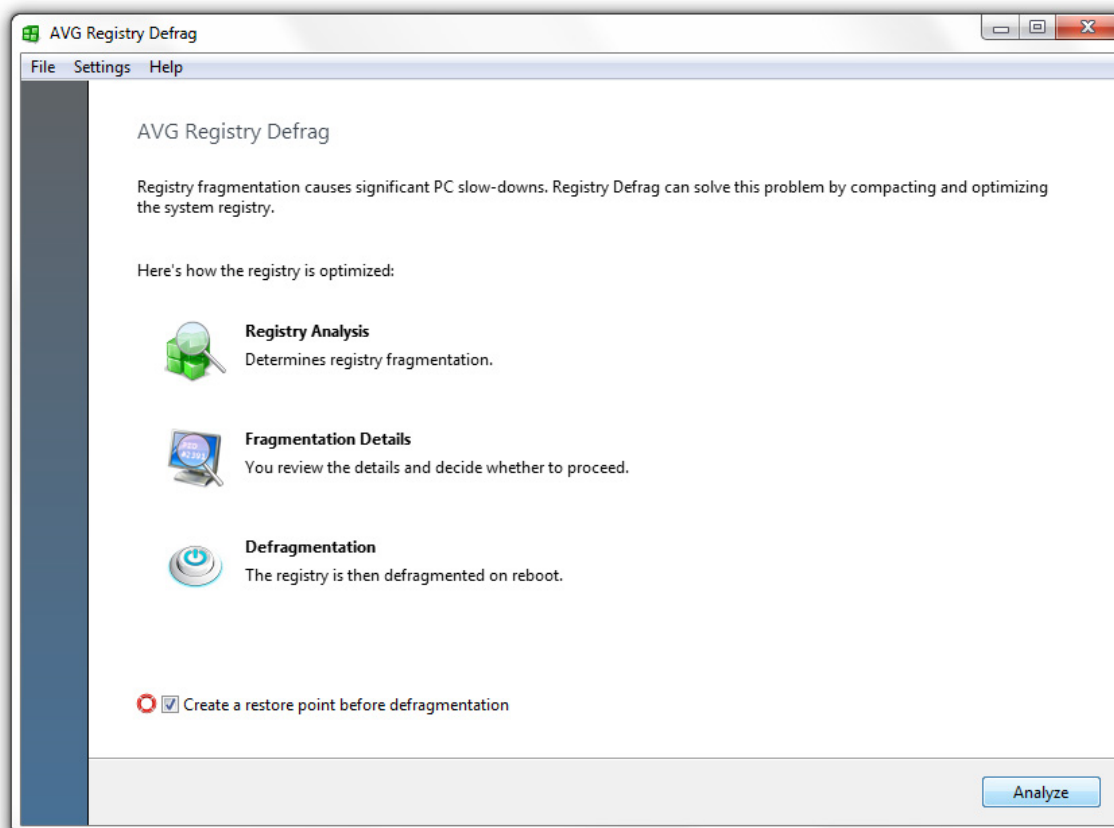 AVG Registry Defrag
File Settings Help
AVG Registry Defrag
Registry fragmentation causes significant PC slow-downs. Registry Defrag can solve this problem by compacting and optimizing
the system registry.
Here's how the registry is optimized:
Registry Analysis
Determines registry fragmentation.
Fragmentation Details
You review the details and decide whether to proceed.
Defragmentation
The registry is then defragmented on reboot.
Create a restore point before defragmentation
Analyze